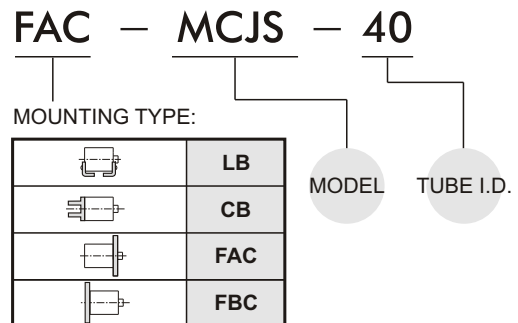 FAC – MCJS – 40
MOUNTING TYPE:
LB
CB
FAC
FBC
MODEL
TUBE I.D.